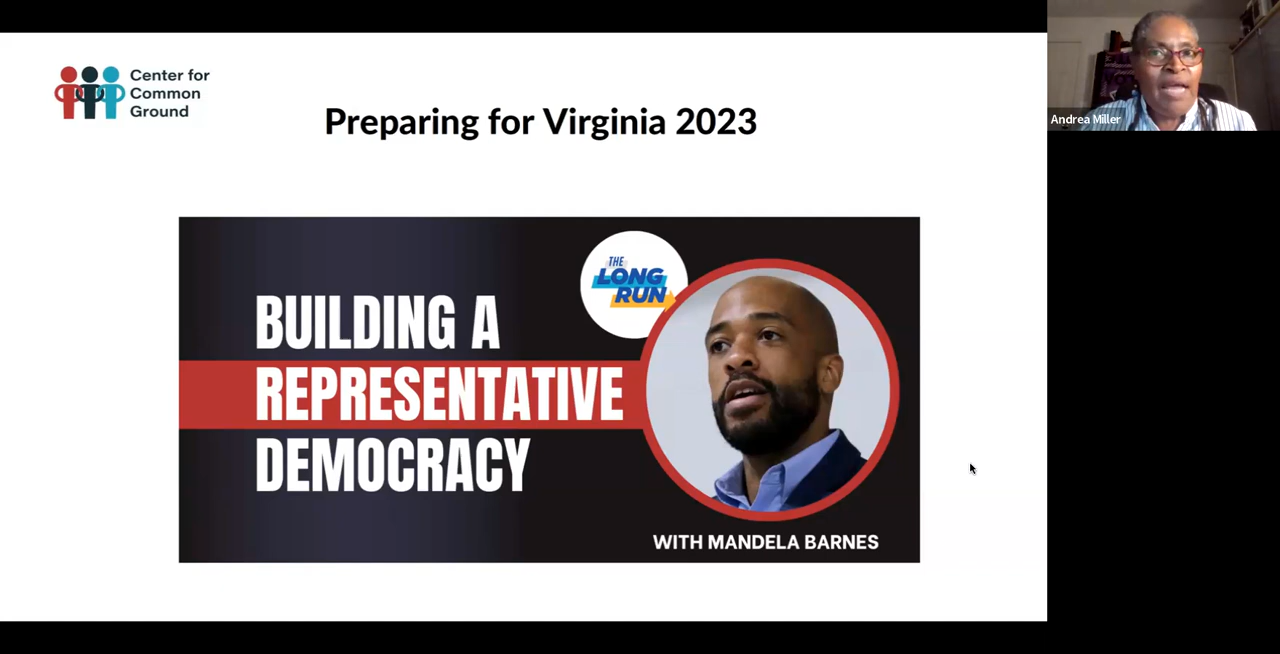 Center for
Common
Ground
Preparing for Virginia 2023
Andrea Miller
THE
LONG
RUN
BUILDING A
REPRESENTATIVE
DEMOCRACY
WITH MANDELA BARNES